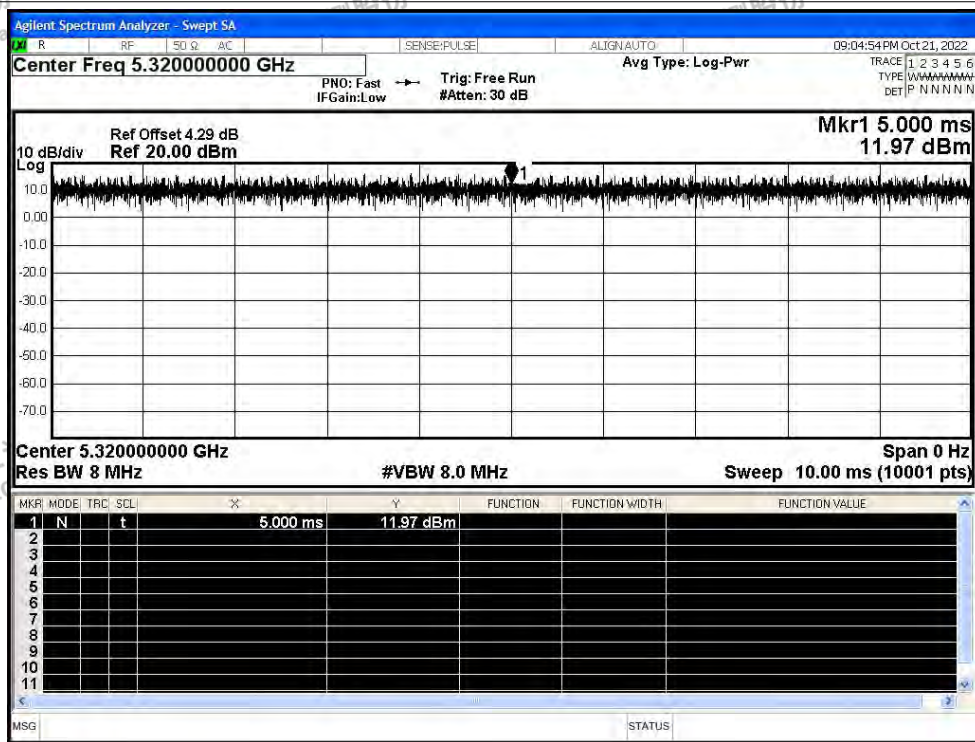 Agilent Spectrum Analyzer - Swept SA
R RF 50 Ω AC SENSE:PULSE ALIGN AUTO 09:04:54 PM Oct 21, 2022
Center Freq 5.320000000 GHz
PNO: Fast
IFGain:Low
Trig: Free Run
#Atten: 30 dB
Avg Type: Log-Pwr
TRACE 1 2 3 4 5 6
TYPE
DET P N N N N N
Mkr1 5.000 ms
11.97 dBm
Ref Offset 4.29 dB
Ref 20.00 dBm
10 dB/div
Log
1
10.0
0.00
-10.0
-20.0
-30.0
-40.0
-50.0
-60.0
-70.0
Center 5.320000000 GHz Span 0 Hz
Res BW 8 MHz #VBW 8.0 MHz Sweep 10.00 ms (10001 pts)
MKR MODE TRC SCL X Y FUNCTION FUNCTION WIDTH FUNCTION VALUE
1 N t 5.000 ms 11.97 dBm
2
3
4
5
6
7
8
9
10
11
MSG STATUS